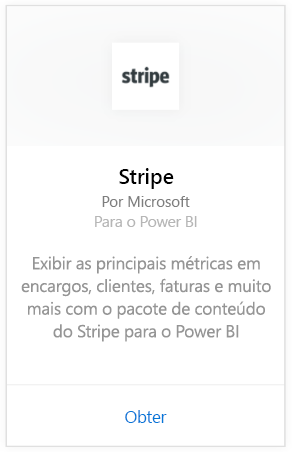 stripe
Stripe
Por Microsoft
Para o Power BI
Exibir as principais métricas em
encargos, clientes, faturas e muito
mais com o pacote de conteúdo
do Stripe para o Power BI
Obter